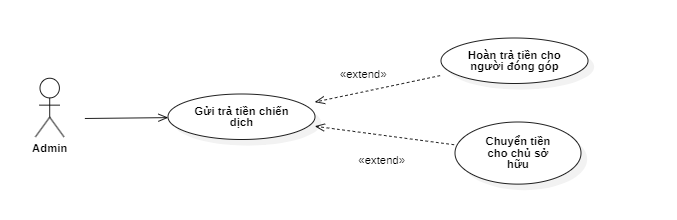 Hoàn trả tiền cho
người đóng góp
«extend»
Gửi trả tiền chiến
dịch
Admin
Chuyển tiền
cho chủ sở
hữu
«extend»